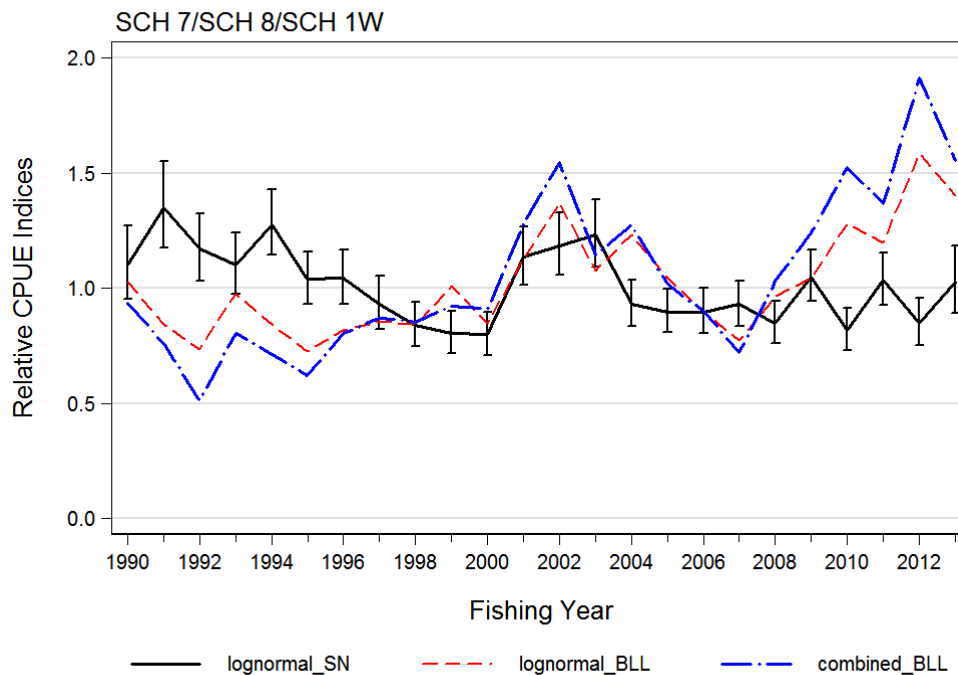 SCH 7/SCH 8/SCH 1W
2.0
1.5
1.0
0.5
0.0
Relative CPUE Indices
1990 1992 1994 1996 1998 2000 2002 2004 2006 2008 2010 2012
Fishing Year
lognormal_SN lognormal_BLL combined_BLL